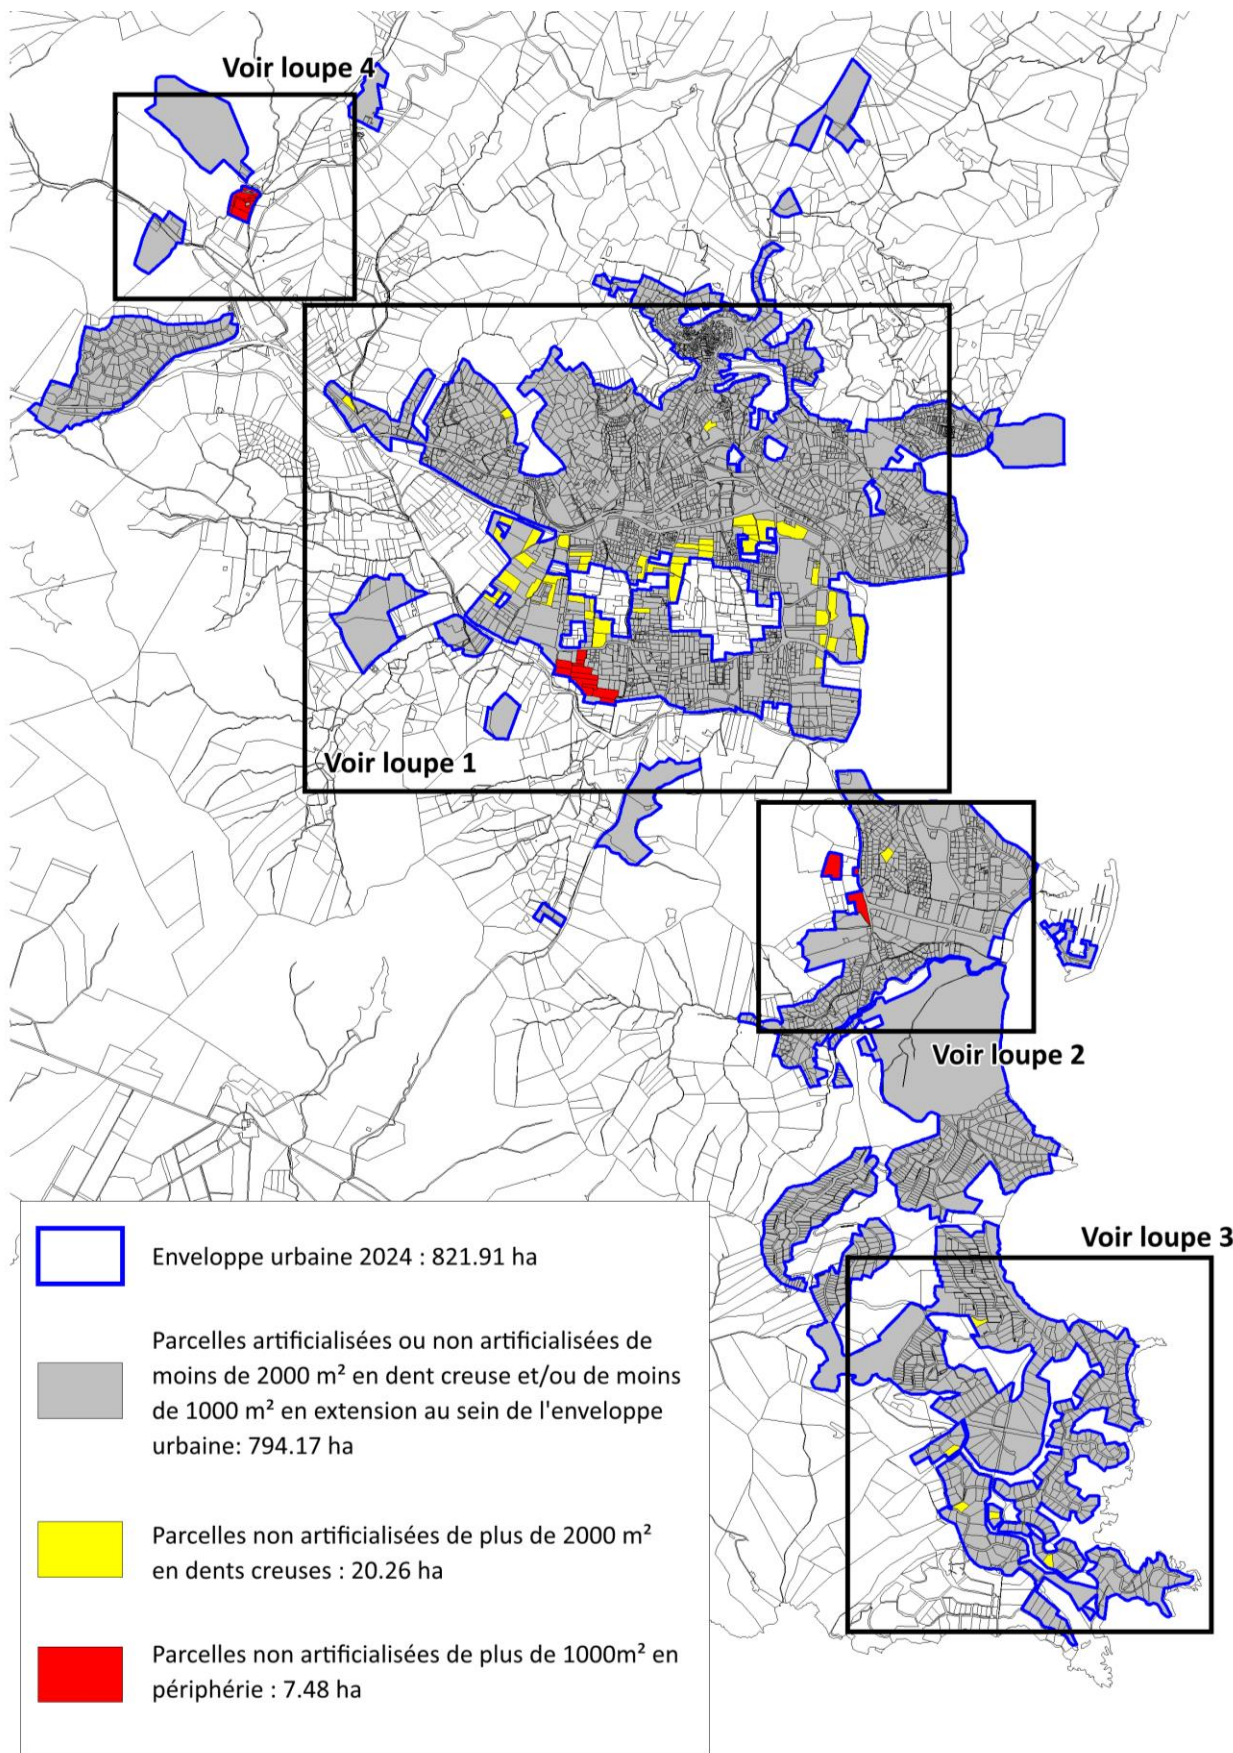 Voir loupe 4
Voir loupe 1
Voir loupe 2
Voir loupe 3
Enveloppe urbaine 2024 : 821.91 ha
Parcelles artificialisées ou non artificialisées de
moins de 2000 m² en dent creuse et/ou de moins
de 1000 m² en extension au sein de l'enveloppe
urbaine: 794.17 ha
Parcelles non artificialisées de plus de 2000 m²
en dents creuses : 20.26 ha
Parcelles non artificialisées de plus de 1000m² en
périphérie : 7.48 ha